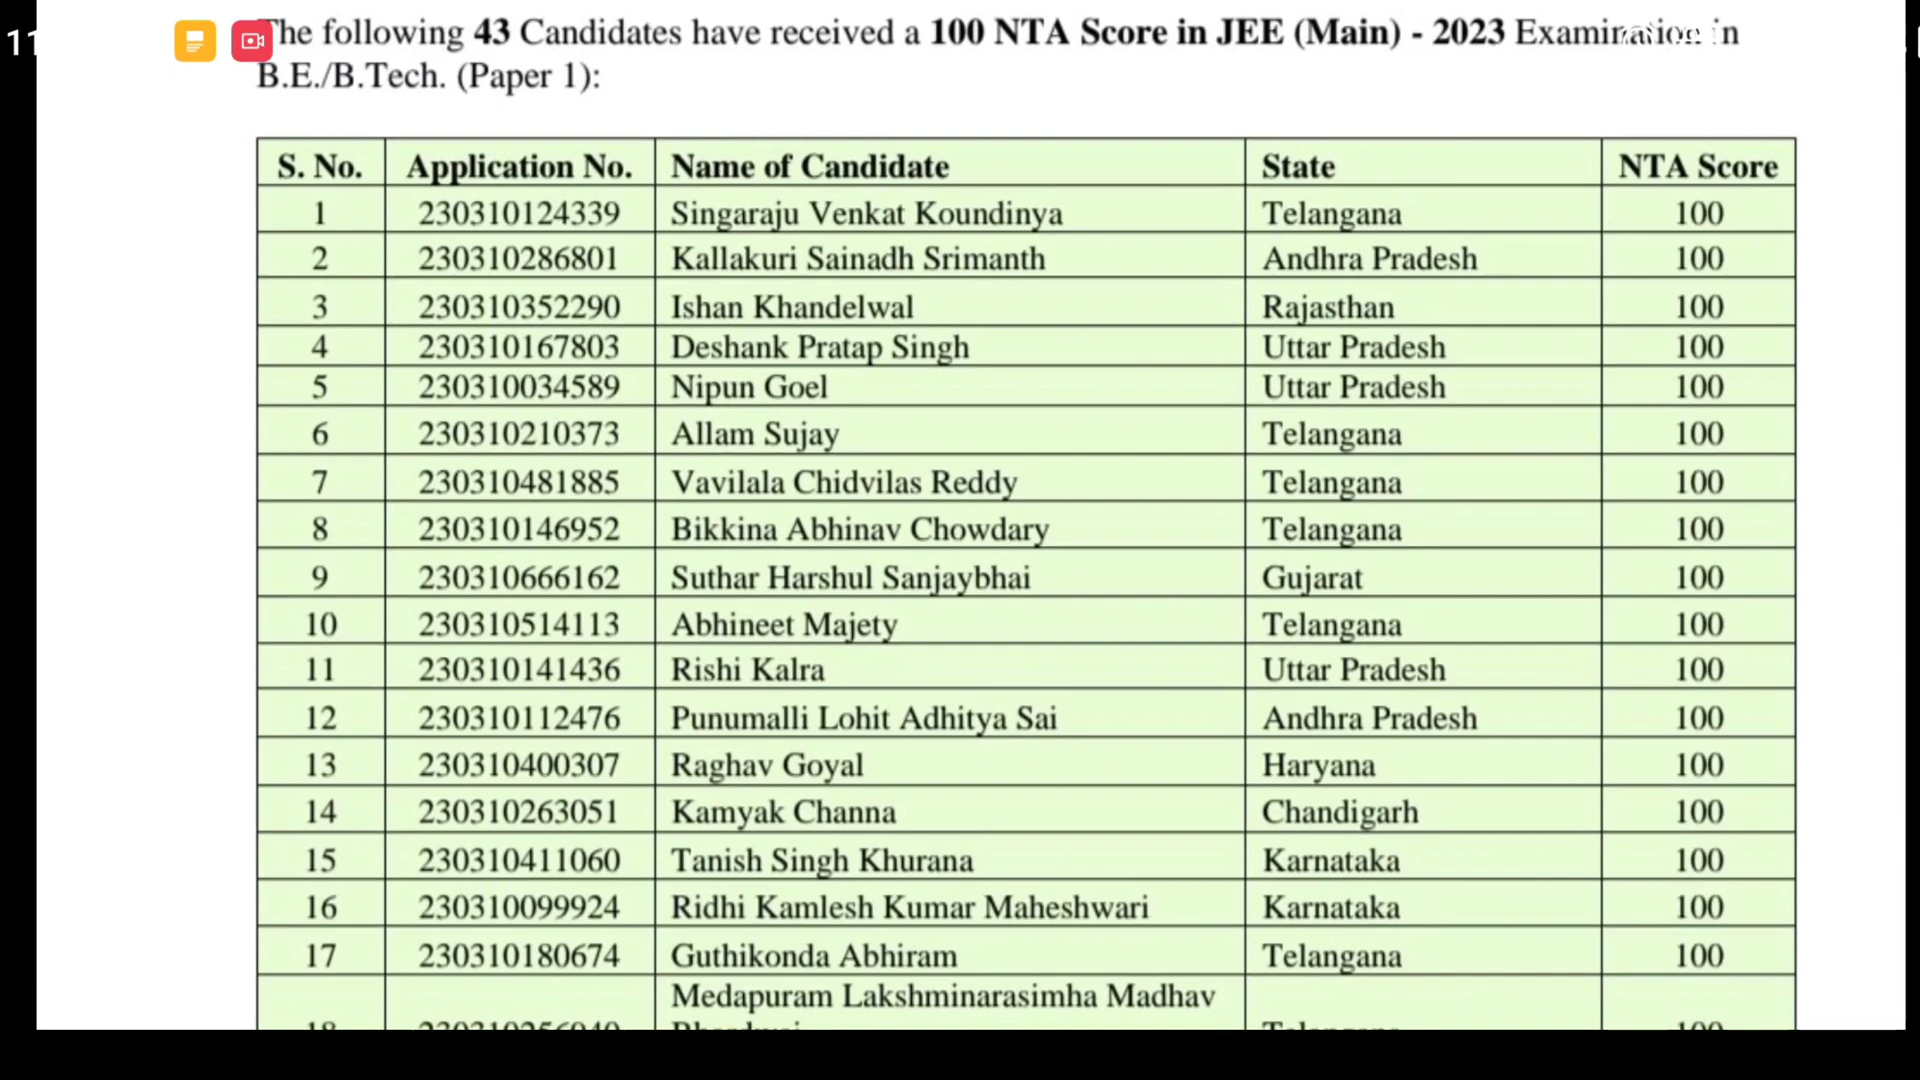 11
The following 43 Candidates have received a 100 NTA Score in JEE (Main) - 2023 Examination in
B.E./B.Tech. (Paper 1):
S. No. Application No. Name of Candidate State NTA Score
1 230310124339 Singaraju Venkat Koundinya Telangana 100
2 230310286801 Kallakuri Sainadh Srimanth Andhra Pradesh 100
3 230310352290 Ishan Khandelwal Rajasthan 100
4 230310167803 Deshank Pratap Singh Uttar Pradesh 100
5 230310034589 Nipun Goel Uttar Pradesh 100
6 230310210373 Allam Sujay Telangana 100
7 230310481885 Vavilala Chidvilas Reddy Telangana 100
8 230310146952 Bikkina Abhinav Chowdary Telangana 100
9 230310666162 Suthar Harshul Sanjaybhai Gujarat 100
10 230310514113 Abhineet Majety Telangana 100
11 230310141436 Rishi Kalra Uttar Pradesh 100
12 230310112476 Punumalli Lohit Adhitya Sai Andhra Pradesh 100
13 230310400307 Raghav Goyal Haryana 100
14 230310263051 Kamyak Channa Chandigarh 100
15 230310411060 Tanish Singh Khurana Karnataka 100
16 230310099924 Ridhi Kamlesh Kumar Maheshwari Karnataka 100
17 230310180674 Guthikonda Abhiram Telangana 100
Medapuram Lakshminarasimha Madhav
18 Telangana 100